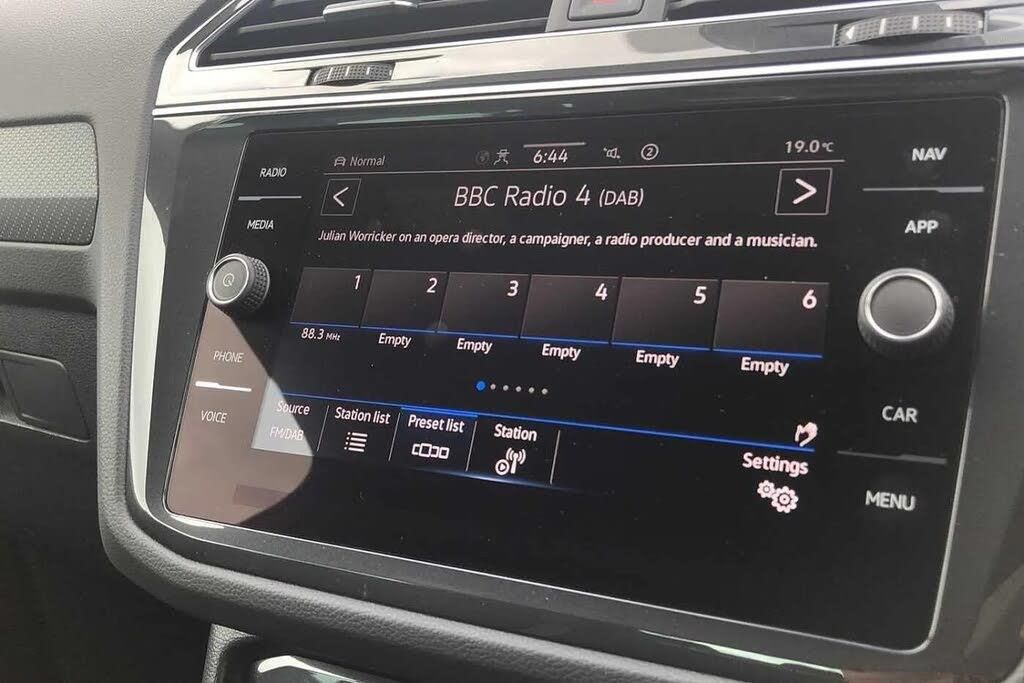 Normal
6:44
2
19.0°C
RADIO
MEDIA
PHONE
VOICE
NAV
APP
CAR
MENU
<
BBC Radio 4 (DAB)
>
Julian Worricker on an opera director, a campaigner, a radio producer and a musician.
1 2 3 4 5 6
88.3 MHz Empty Empty Empty Empty Empty
Source Station list Preset list Station Settings
FM/DAB